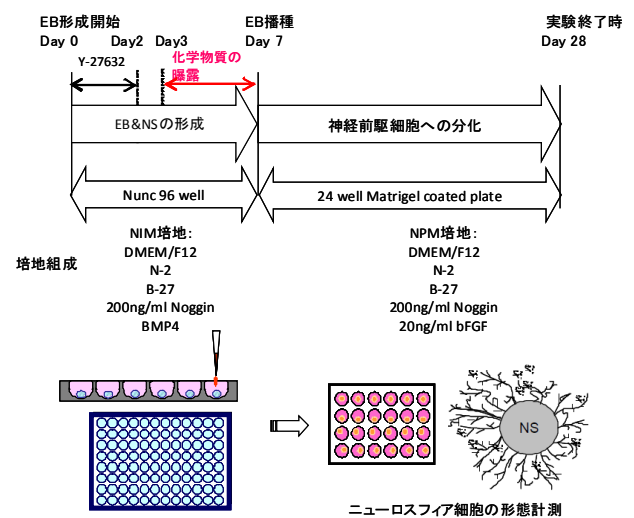 EB形成開始
EB播種
実験終了時
Day 0
Day2
Day3
Day 7
Day 28
Y-27632
化学物質の
曝露
EB&NSの形成
神経前駆細胞への分化
Nunc 96 well
24 well Matrigel coated plate
培地組成
NIM培地:
DMEM/F12
N-2
B-27
200ng/ml Noggin
BMP4
NPM培地:
DMEM/F12
N-2
B-27
200ng/ml Noggin
20ng/ml bFGF
NS
ニューロスフィア細胞の形態計測